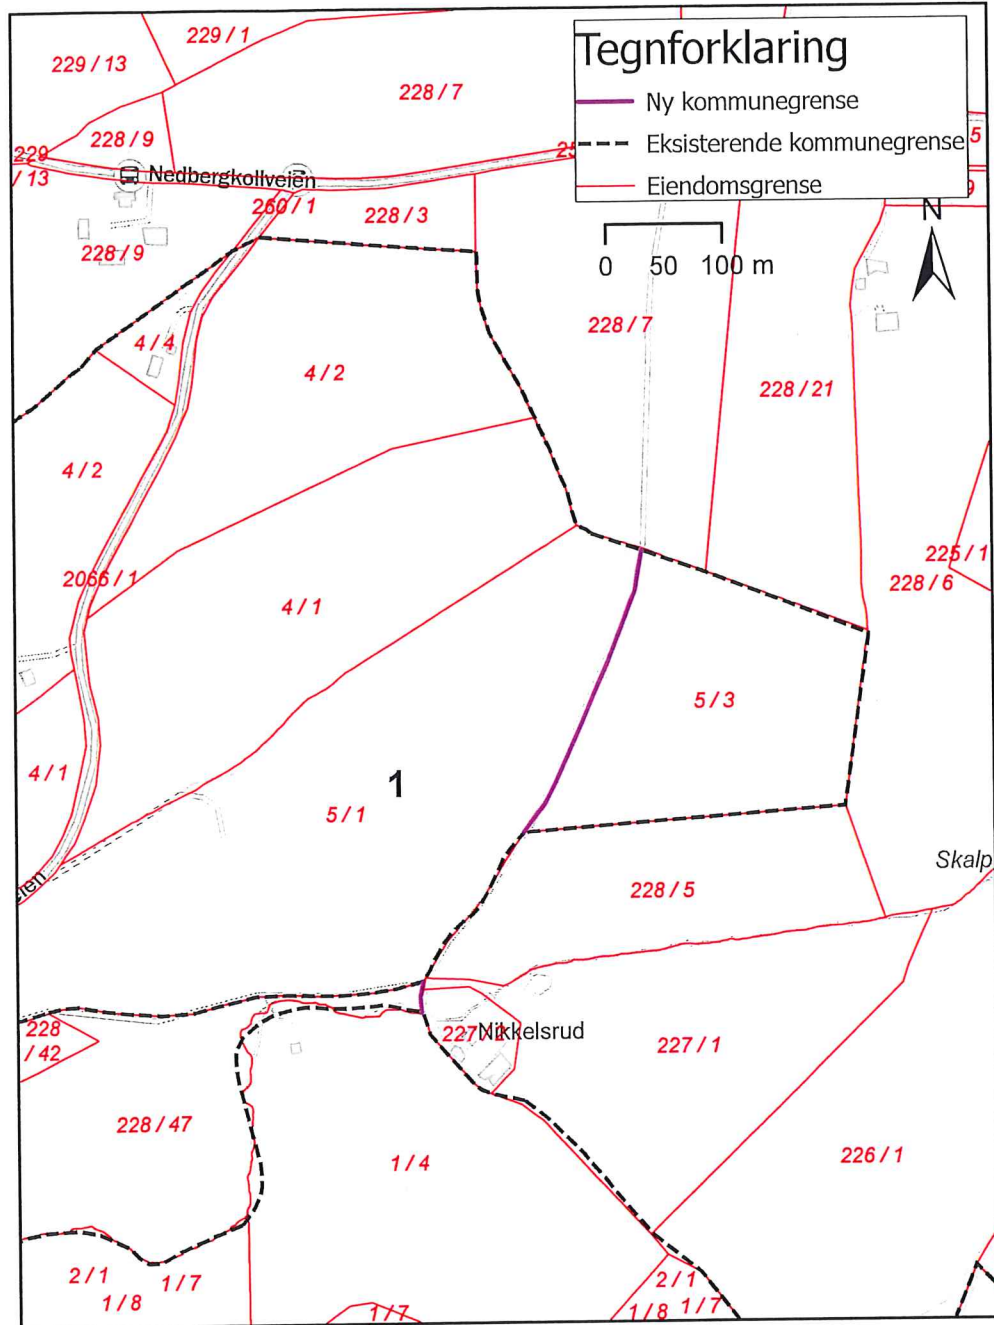 229 / 1
229 / 13
228 / 7
228 / 9
229
/ 13
Nedbergkollveien
260 / 1
228 / 3
228 / 9
Tegnforklaring
Ny kommunegrense
Eksisterende kommunegrense
Eiendomsgrense
N
0 50 100 m
4 / 4
4 / 2
228 / 7
228 / 21
4 / 2
225 / 1
2066 / 1
228 / 6
4 / 1
5 / 3
4 / 1
1
5 / 1
Skalp
228 / 5
228
/ 42
227 / 2
Nikkelsrud
227 / 1
228 / 47
226 / 1
1 / 4
2 / 1
1 / 7
1 / 8
1 / 7
2 / 1
1 / 8
1 / 7